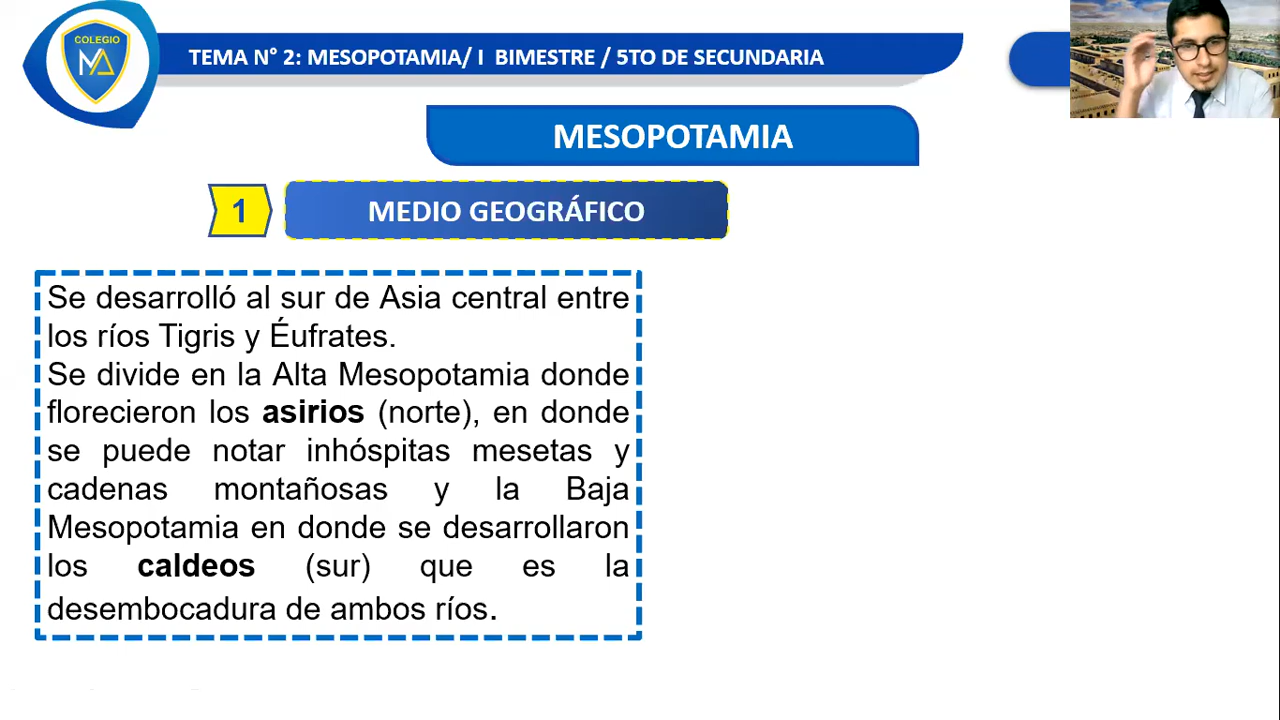 COLEGIO
MA
TEMA N° 2: MESOPOTAMIA/ I BIMESTRE / 5TO DE SECUNDARIA
MESOPOTAMIA
1
MEDIO GEOGRÁFICO
Se desarrolló al sur de Asia central entre
los ríos Tigris y Éufrates.
Se divide en la Alta Mesopotamia donde
florecieron los asirios (norte), en donde
se puede notar inhóspitas mesetas y
cadenas montañosas y la Baja
Mesopotamia en donde se desarrollaron
los caldeos (sur) que es la
desembocadura de ambos ríos.